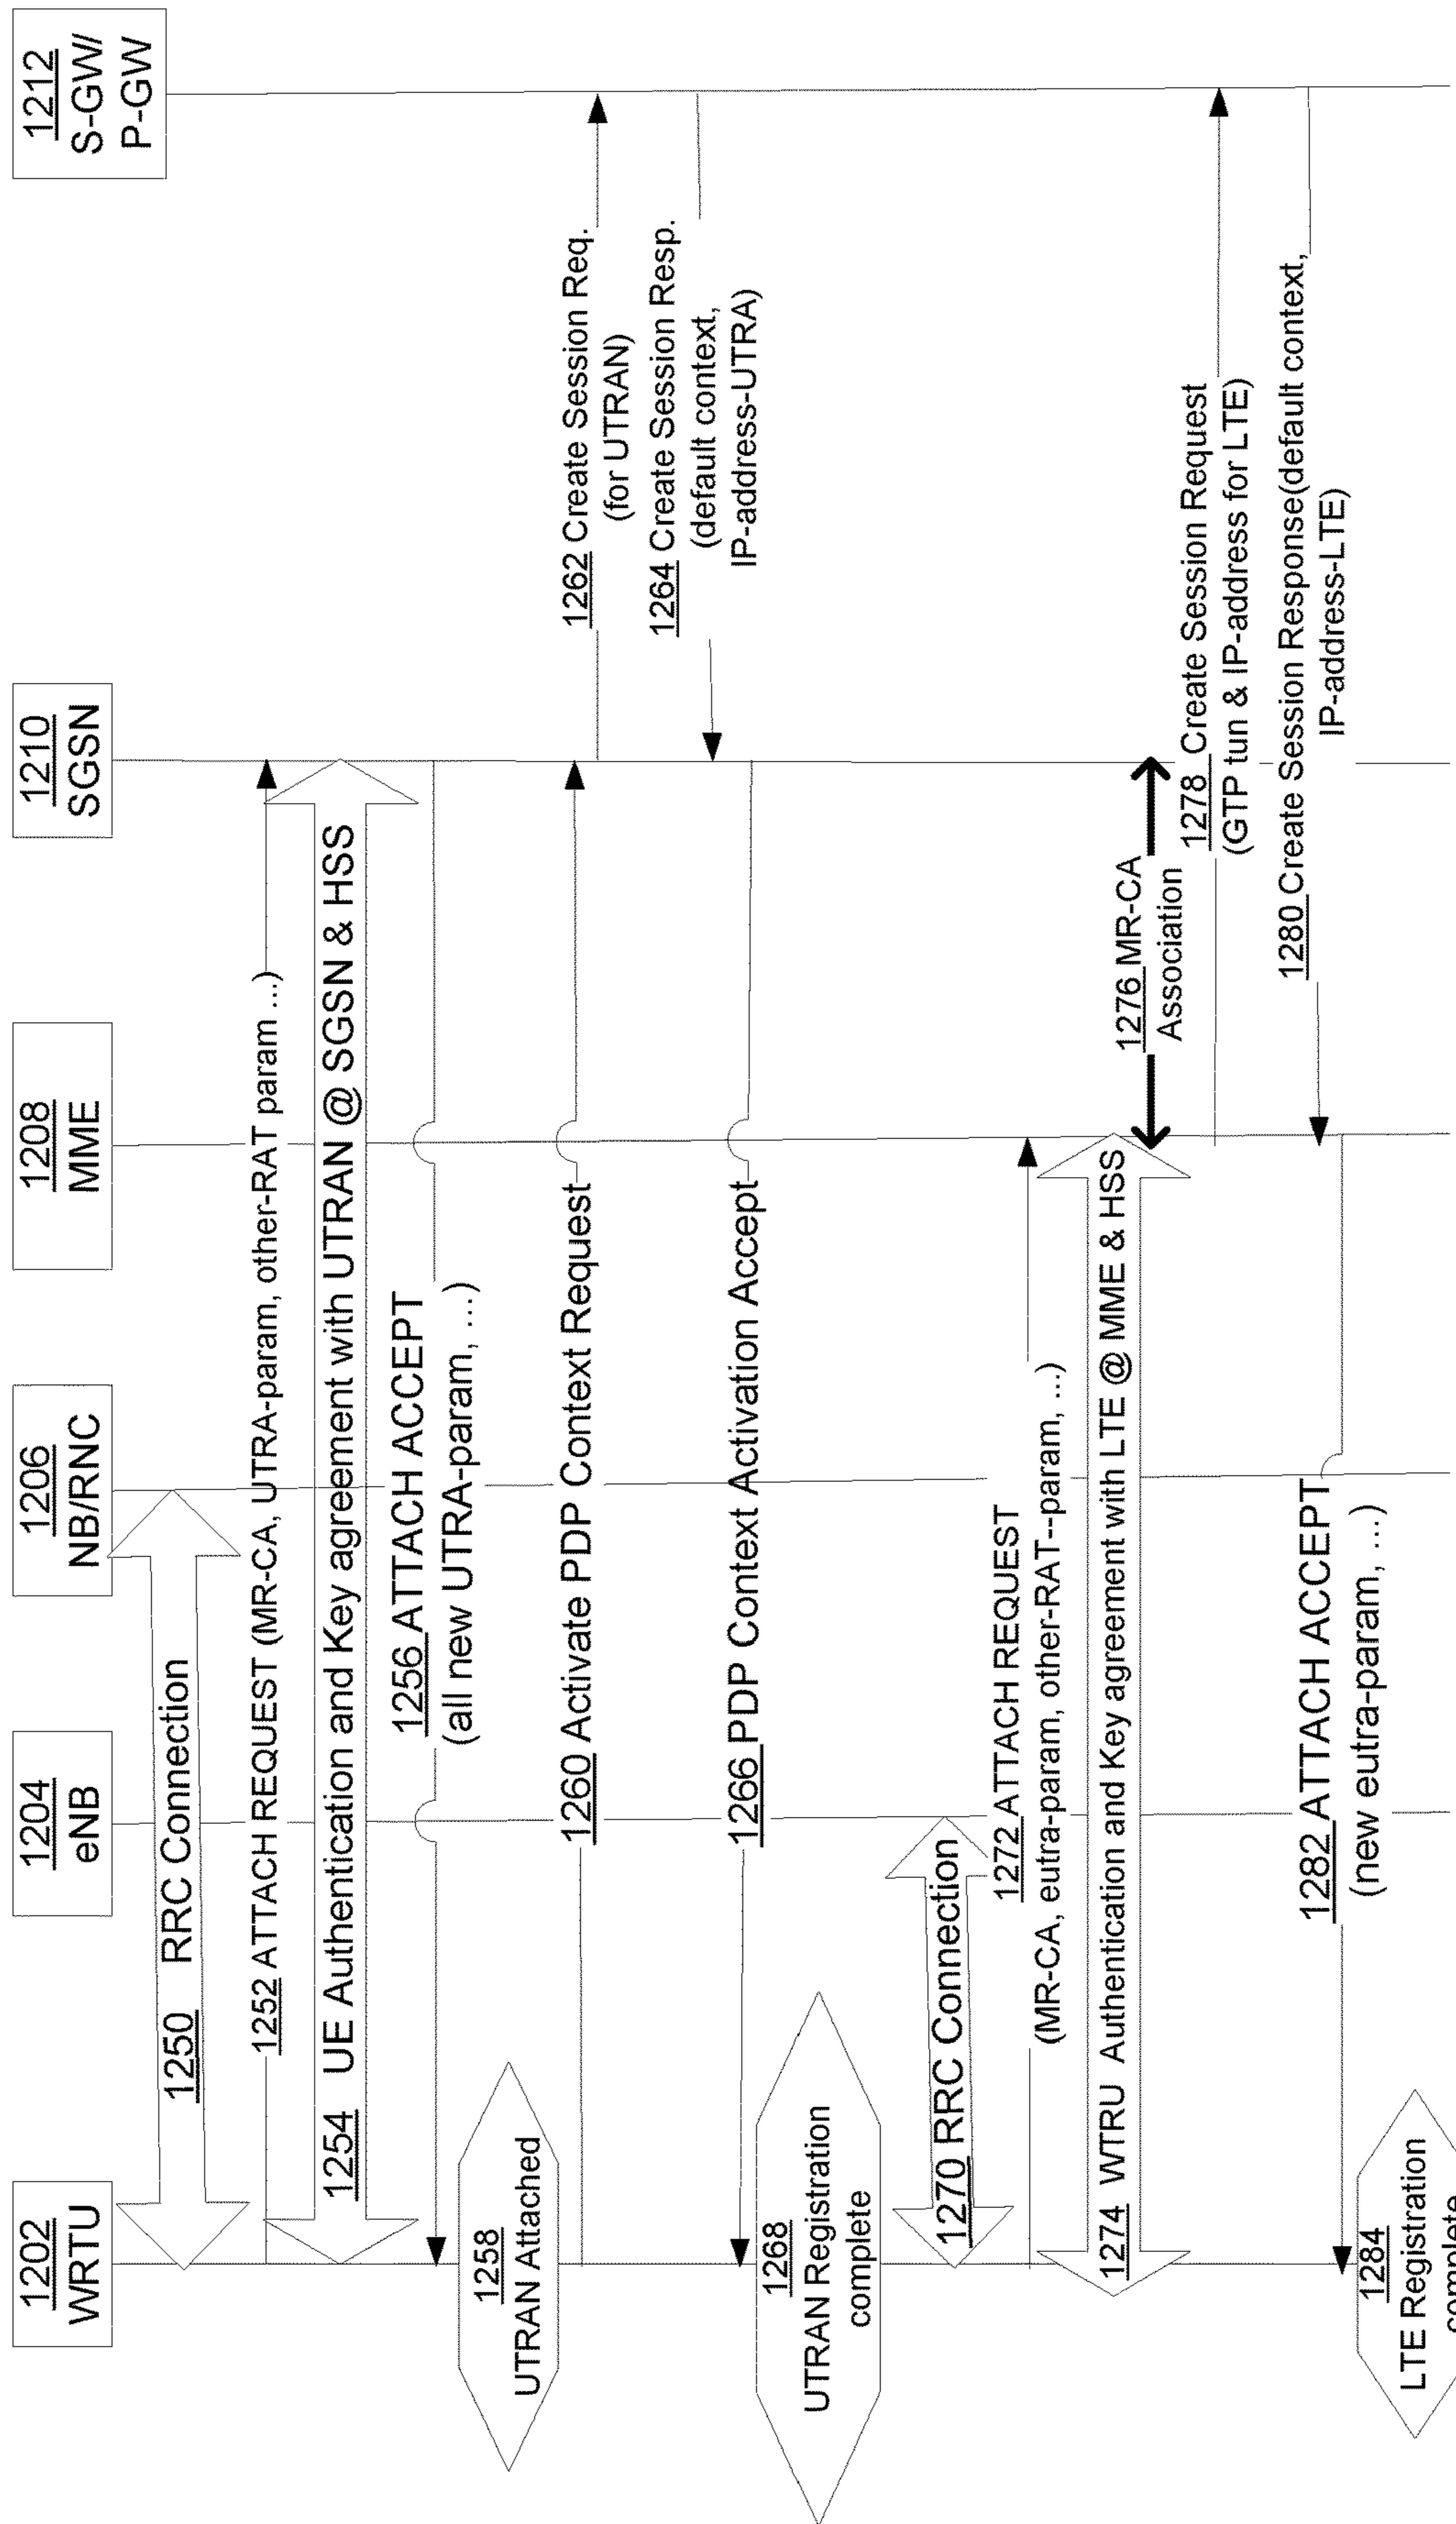 1202
WRTU
1204
eNB
1206
NB/RNC
1208
MME
1210
SGSN
1212
S-GW/
P-GW
1250 RRC Connection
1252 ATTACH REQUEST (MR-CA, UTRA-param, other-RAT param ...)
1254 UE Authentication and Key agreement with UTRAN @ SGSN & HSS
1256 ATTACH ACCEPT
(all new UTRA-param, ...)
1258
UTRAN Attached
1260 Activate PDP Context Request
1262 Create Session Req.
(for UTRAN)
1264 Create Session Resp.
(default context,
IP-address-UTRA)
1266 PDP Context Activation Accept
1268
UTRAN Registration
complete
1270 RRC Connection
1272 ATTACH REQUEST
(MR-CA, eutra-param, other-RAT--param, ...)
1274 WTRU Authentication and Key agreement with LTE @ MME & HSS
1276 MR-CA
Association
1278 Create Session Request
(GTP tun & IP-address for LTE)
1280 Create Session Response(default context,
IP-address-LTE)
1282 ATTACH ACCEPT
(new eutra-param, ...)
1284
LTE Registration
complete